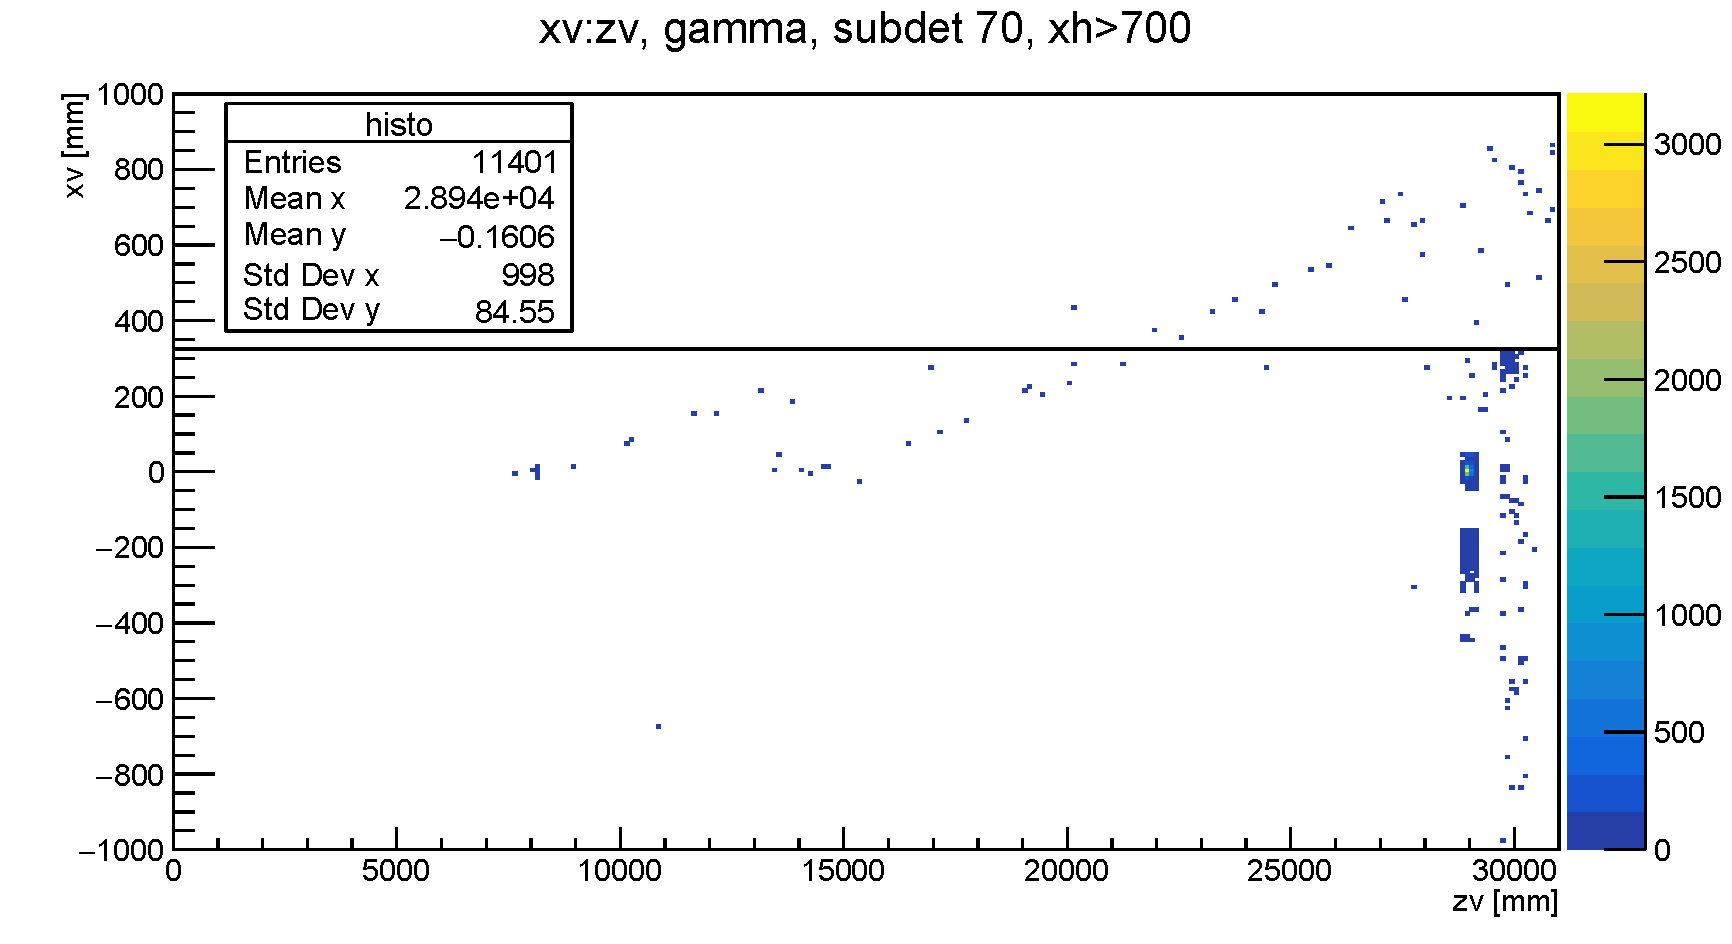 xv:zv, gamma, subdet 70, xh>700
xv [mm]
1000
800
600
400
200
0
−200
−400
−600
−800
−1000
histo
Entries 11401
Mean x 2.894e+04
Mean y −0.1606
Std Dev x 998
Std Dev y 84.55
3000
2500
2000
1500
1000
500
0
0 5000 10000 15000 20000 25000 30000
zv [mm]